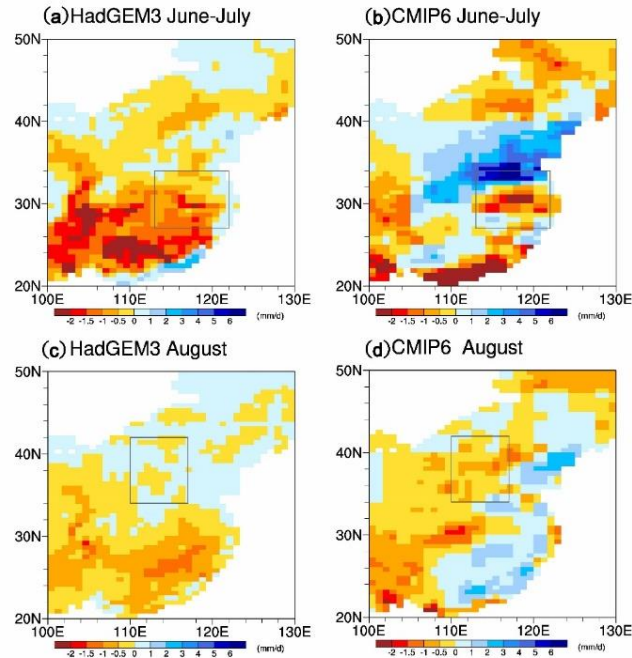 (a)HadGEM3 June-July
(b)CMIP6 June-July
50N
40N
30N
20N
100E 110E 120E 130E
-2 -1.5 -1 -0.5 0 1 2 3 4 5 6 (mm/d)
50N
40N
30N
20N
100E 110E 120E 130E
-2 -1.5 -1 -0.5 0 1 2 3 4 5 6 (mm/d)
(c)HadGEM3 August
(d)CMIP6 August
50N
40N
30N
20N
100E 110E 120E 130E
-2 -1.5 -1 -0.5 0 1 2 3 4 5 6 (mm/d)
50N
40N
30N
20N
100E 110E 120E 130E
-2 -1.5 -1 -0.5 0 1 2 3 4 5 6 (mm/d)